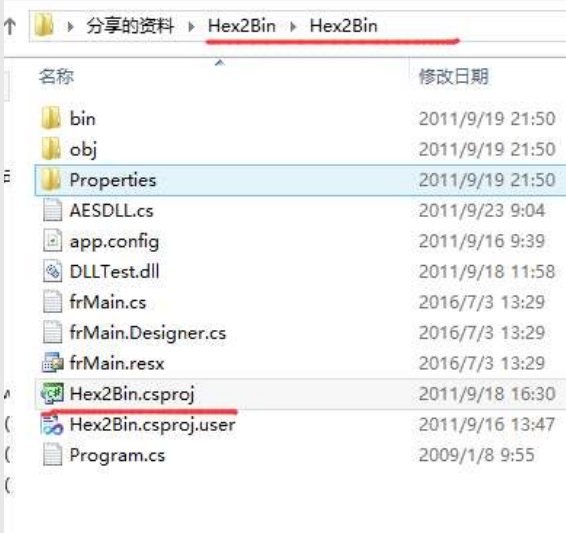 分享的资料 Hex2Bin Hex2Bin
名称 修改日期
bin 2011/9/19 21:50
obj 2011/9/19 21:50
Properties 2011/9/19 21:50
AESDLL.cs 2011/9/23 9:04
app.config 2011/9/16 9:39
DLLTest.dll 2011/9/18 11:58
frMain.cs 2016/7/3 13:29
frMain.Designer.cs 2016/7/3 13:29
frMain.resx 2016/7/3 13:29
Hex2Bin.csproj 2011/9/18 16:30
Hex2Bin.csproj.user 2011/9/16 13:47
Program.cs 2009/1/8 9:55